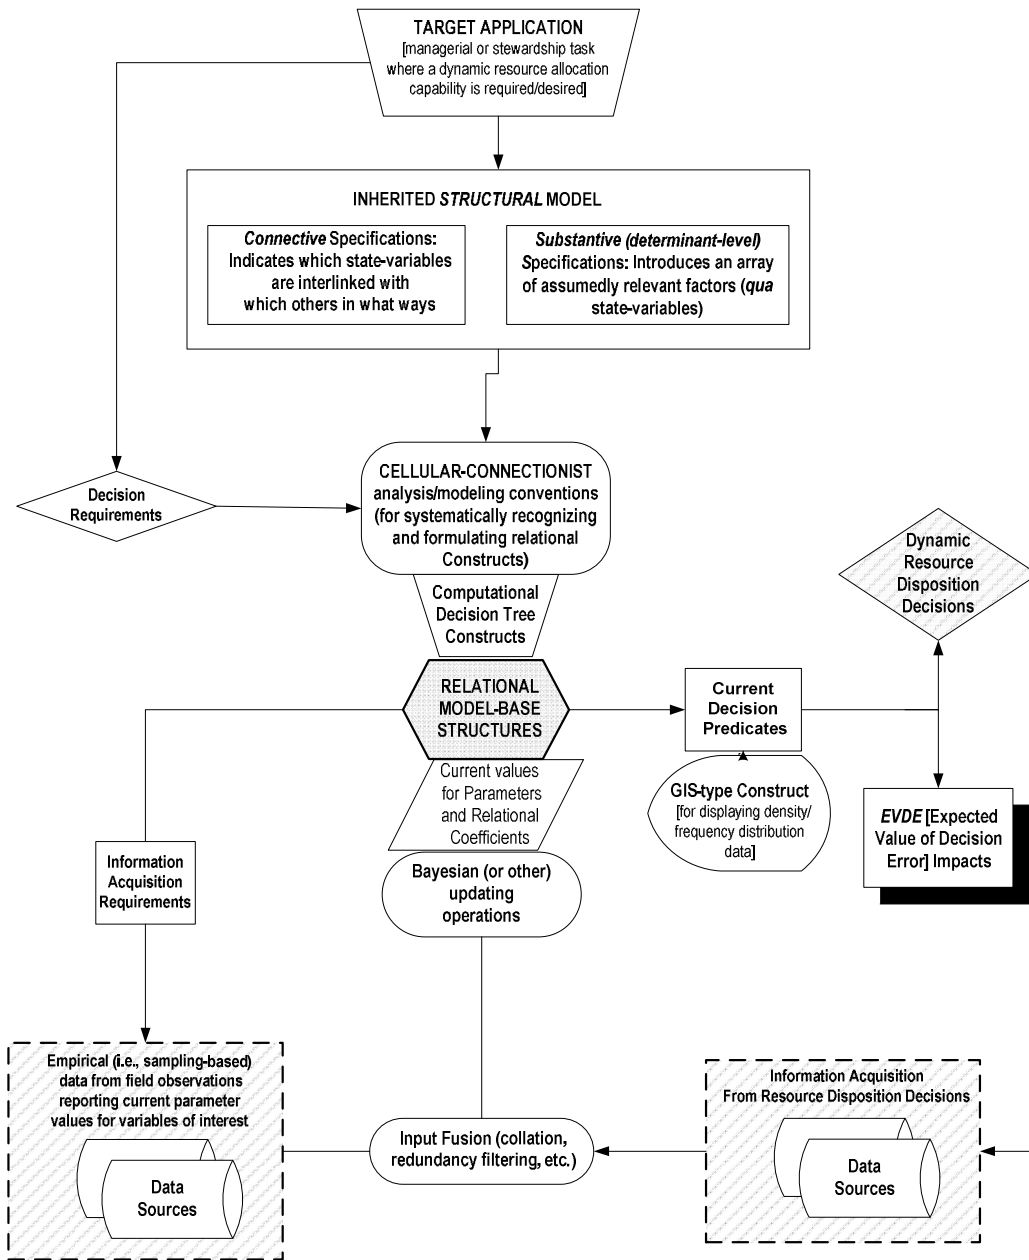 TARGET APPLICATION
[managerial or stewardship task
where a dynamic resource allocation
capability is required/desired]
INHERITED STRUCTURAL MODEL
Connective Specifications:
Indicates which state-variables
are interlinked with
which others in what ways
Substantive (determinant-level)
Specifications: Introduces an array
of assumedly relevant factors (qua
state-variables)
CELLULAR-CONNECTIONIST
analysis/modeling conventions
(for systematically recognizing
and formulating relational
Constructs)
Decision
Requirements
Dynamic
Resource
Disposition
Decisions
Computational
Decision Tree
Constructs
RELATIONAL
MODEL-BASE
STRUCTURES
Current
Decision
Predicates
Current values
for Parameters
and Relational
Coefficients
GIS-type Construct
[for displaying density/
frequency distribution
data]
EVDE [Expected
Value of Decision
Error] Impacts
Information
Acquisition
Requirements
Bayesian (or other)
updating
operations
Empirical (i.e., sampling-based)
data from field observations
reporting current parameter
values for variables of interest
Data
Sources
Input Fusion (collation,
redundancy filtering, etc.)
Information Acquisition
From Resource Disposition Decisions
Data
Sources